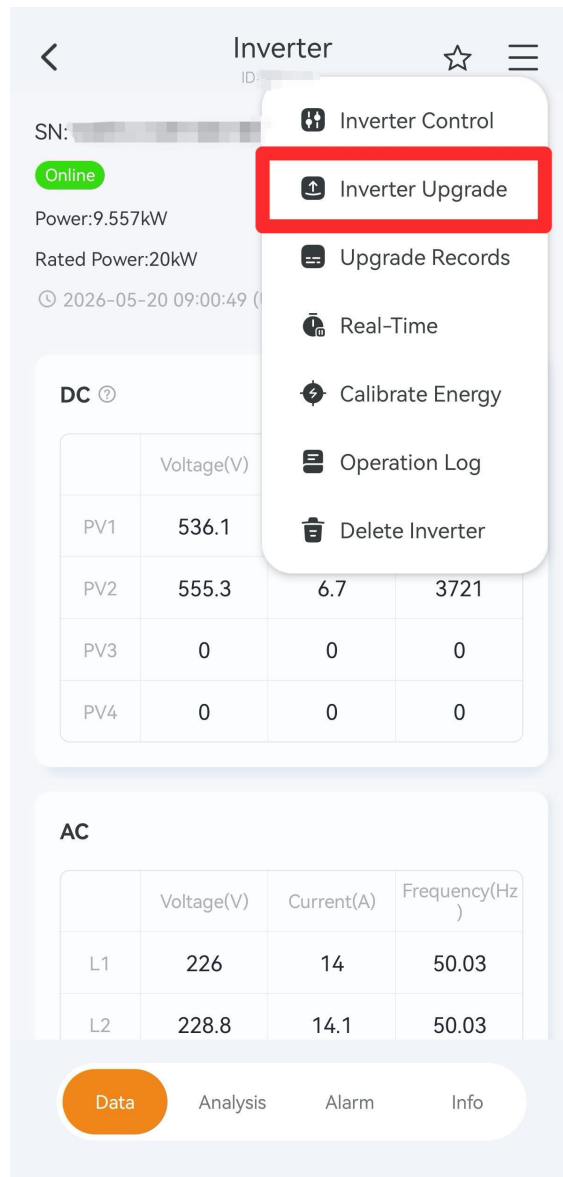 Inverter
ID:
SN:
Online
Power:9.557kW
Rated Power:20kW
2026-05-20 09:00:49 (
Inverter Control
Inverter Upgrade
Upgrade Records
Real-Time
Calibrate Energy
Operation Log
Delete Inverter
DC
Voltage(V)
PV1 536.1
PV2 555.3 6.7 3721
PV3 0 0 0
PV4 0 0 0
AC
Voltage(V) Current(A) Frequency(Hz
)
L1 226 14 50.03
L2 228.8 14.1 50.03
Data Analysis Alarm Info